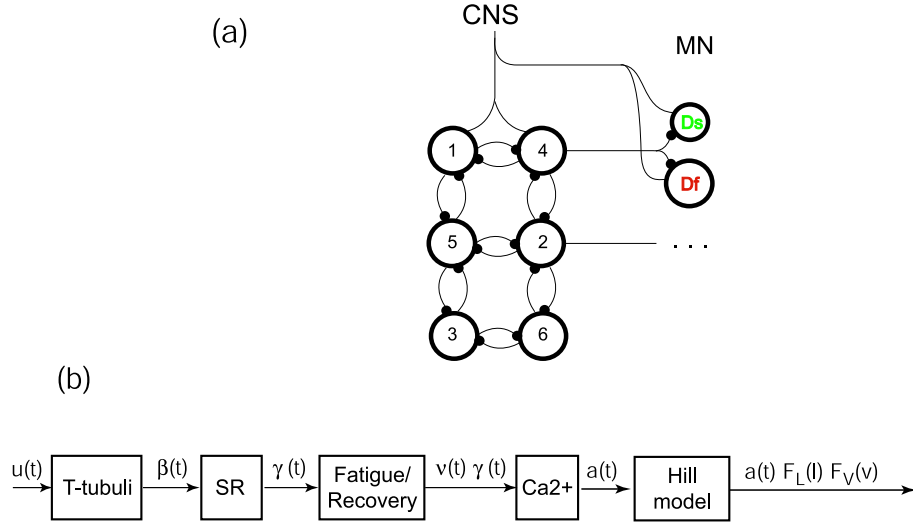 (a)
CNS
MN
Ds
1
4
Df
5
2
. . .
3
6
(b)
u(t)
T-tubuli
β(t)
SR
γ (t)
Fatigue/
Recovery
ν(t) γ (t)
Ca2+
a(t)
Hill
model
a(t) F_L(l) F_V(v)